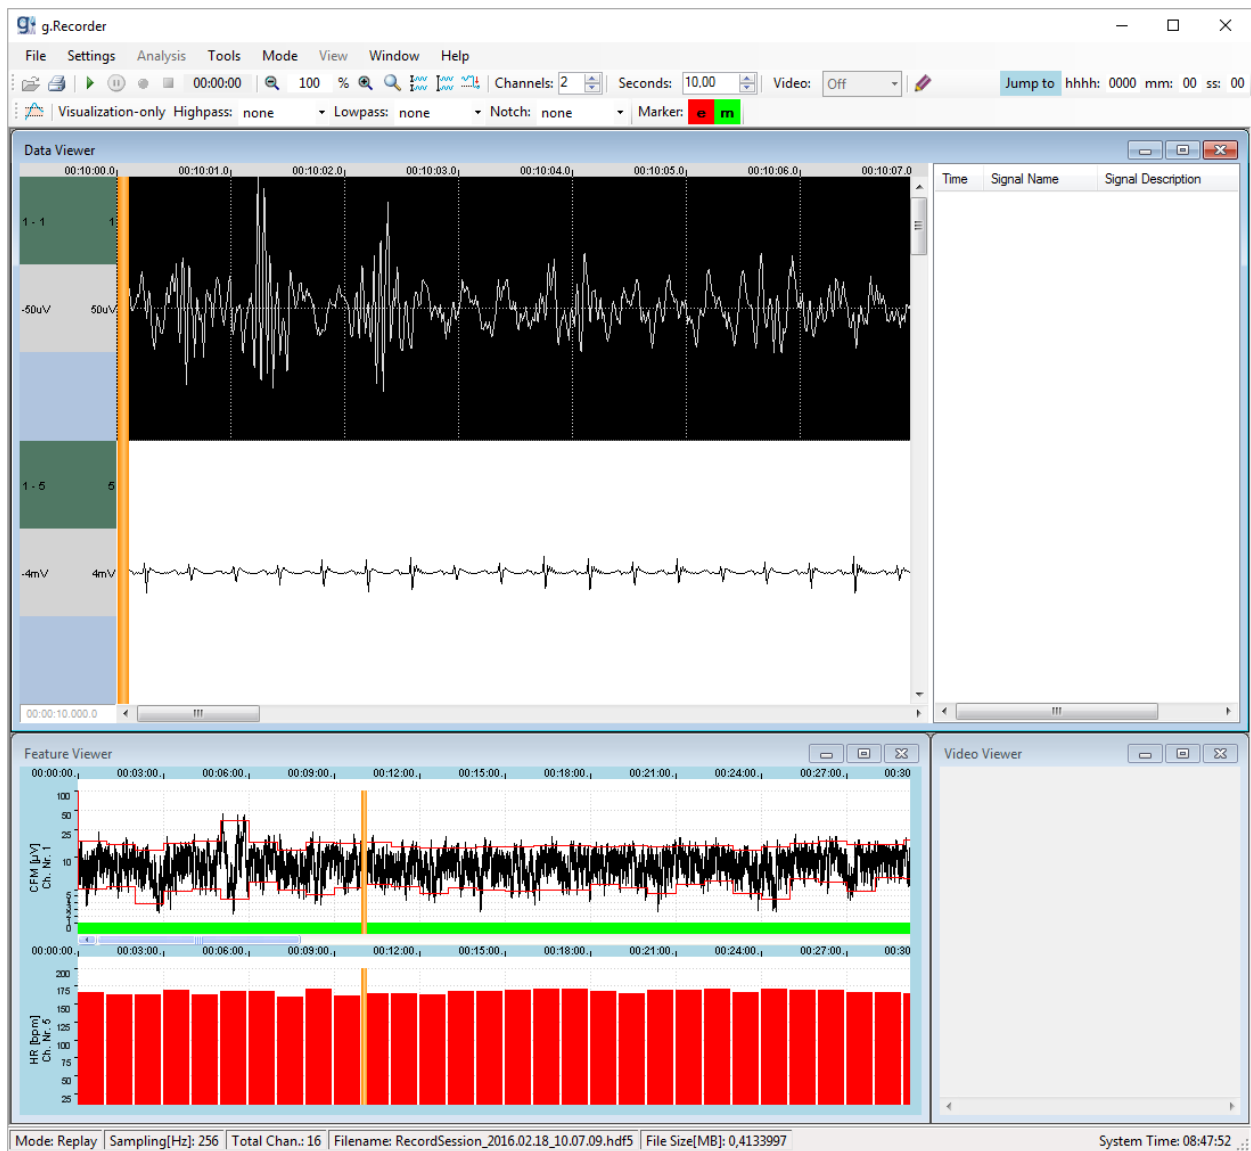 g.Recorder
File Settings Analysis Tools Mode View Window Help
00:00:00 100 % Channels: 2 Seconds: 10,00 Video: Off Jump to hhhh: 0000 mm: 00 ss: 00
Visualization-only Highpass: none Lowpass: none Notch: none Marker: e m
Data Viewer
00:10:00.0 00:10:01.0 00:10:02.0 00:10:03.0 00:10:04.0 00:10:05.0 00:10:06.0 00:10:07.0
Time Signal Name Signal Description
1 - 1 1
-50uV 50uV
1 - 5 5
-4mV 4mV
00:00:10.000.0
Feature Viewer
00:00:00. 00:03:00. 00:06:00. 00:09:00. 00:12:00. 00:15:00. 00:18:00. 00:21:00. 00:24:00. 00:27:00. 00:30
CFM [µV]
Ch. Nr. 1
100
50
25
10
5
0
00:00:00. 00:03:00. 00:06:00. 00:09:00. 00:12:00. 00:15:00. 00:18:00. 00:21:00. 00:24:00. 00:27:00. 00:30
HR [bpm]
Ch. Nr. 5
200
175
150
125
100
75
50
25
Video Viewer
Mode: Replay Sampling[Hz]: 256 Total Chan.: 16 Filename: RecordSession_2016.02.18_10.07.09.hdf5 File Size[MB]: 0,4133997 System Time: 08:47:52